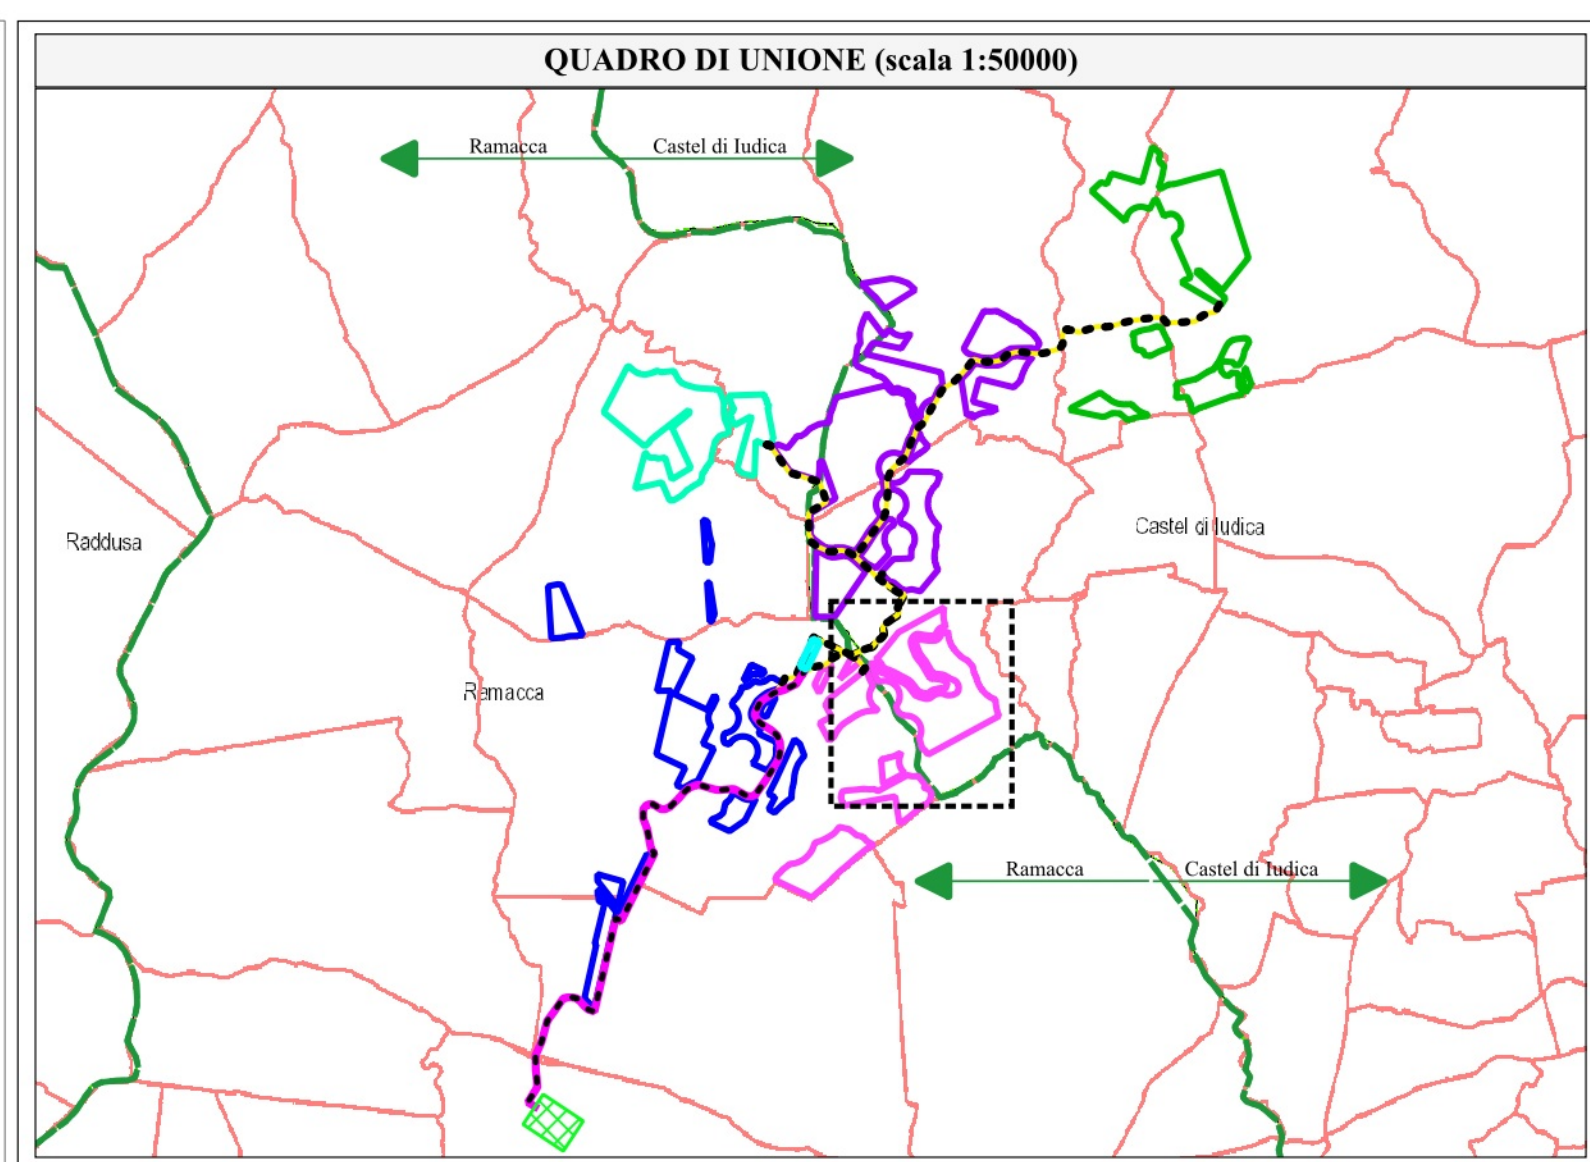 QUADRO DI UNIONE (scala 1:50000)
Ramacca
Castel di Iudica
Raddusa
Castel di Iudica
Ramacca
Ramacca
Castel di Iudica